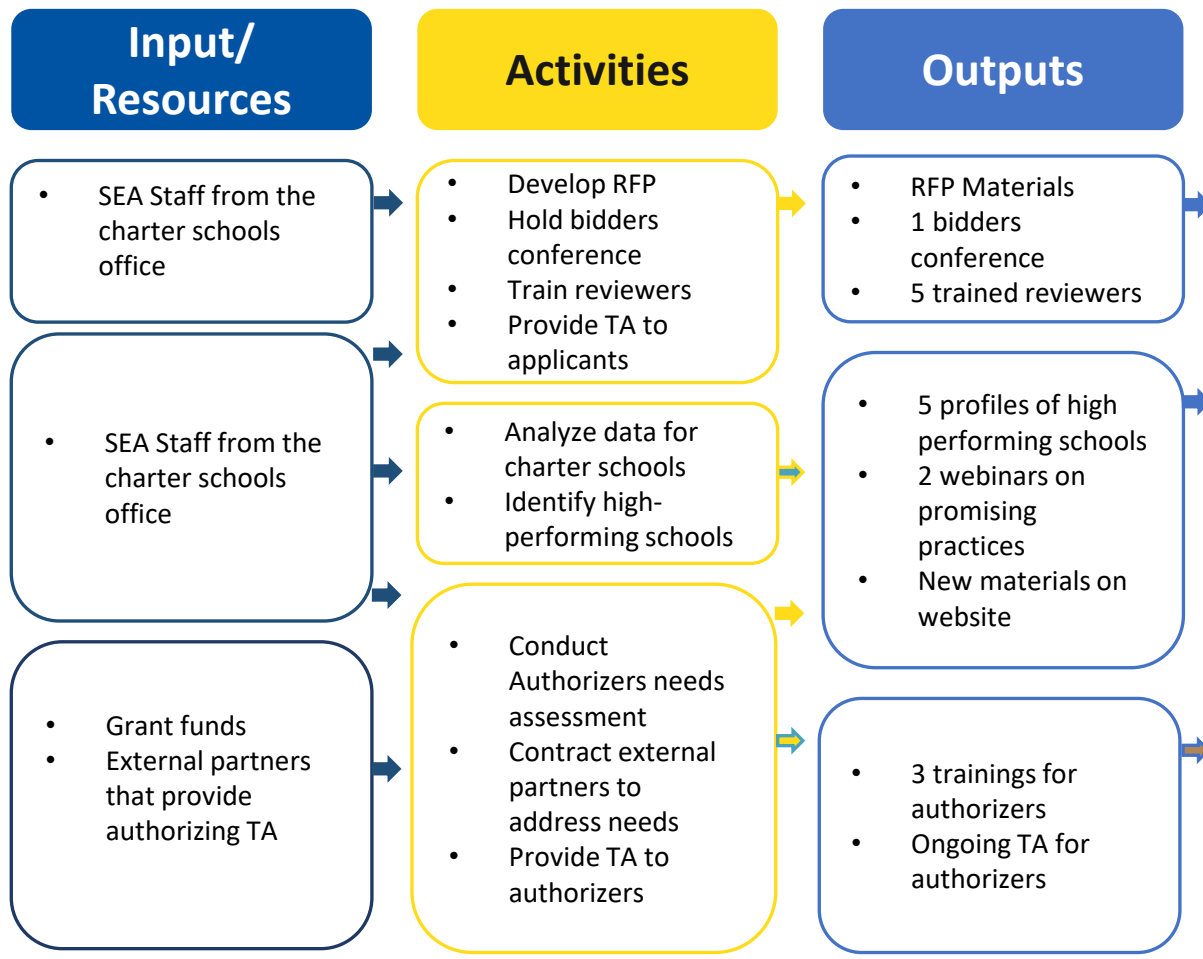 Input/
Resources
Activities
Outputs
• SEA Staff from the
charter schools
office
• SEA Staff from the
charter schools
office
• Grant funds
• External partners
that provide
authorizing TA
• Develop RFP
• Hold bidders
conference
• Train reviewers
• Provide TA to
applicants
• Analyze data for
charter schools
• Identify high-
performing schools
• Conduct
Authorizers needs
assessment
• Contract external
partners to
address needs
• Provide TA to
authorizers
• RFP Materials
• 1 bidders
conference
• 5 trained reviewers
• 5 profiles of high
performing schools
• 2 webinars on
promising
practices
• New materials on
website
• 3 trainings for
authorizers
• Ongoing TA for
authorizers